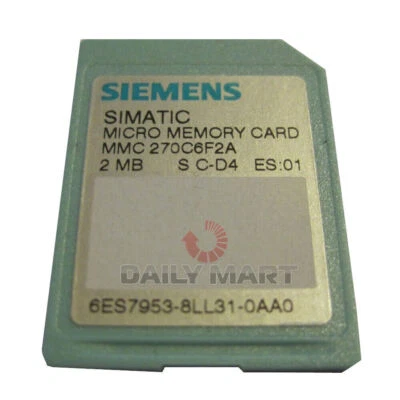 SIEMENS
SIMATIC
MICRO MEMORY CARD
MMC 270C6F2A
2 MB S C-D4 ES:01
DAILY MART
6ES7953-8LL31-0AA0